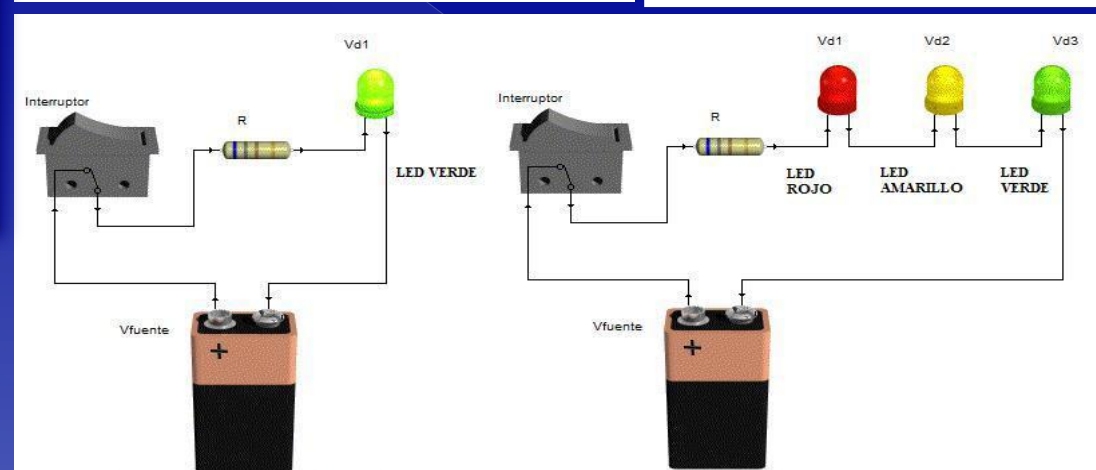 Vd1
Interruptor
R
LED VERDE
Vfuente
+
Vd1
Vd2
Vd3
Interruptor
R
LED
ROJO
LED
AMARILLO
LED
VERDE
Vfuente
+